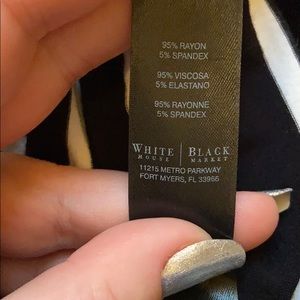 95% RAYON
5% SPANDEX
95% VISCOSA
5% ELASTANO
95% RAYONNE
5% SPANDEX
WHITE | BLACK
HOUSE | MARKET
11215 METRO PARKWAY
FORT MYERS, FL 33966